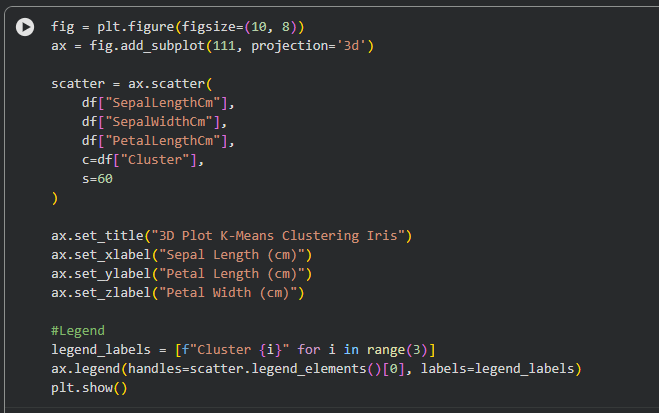 fig = plt.figure(figsize=(10, 8))
ax = fig.add_subplot(111, projection='3d')

scatter = ax.scatter(
    df["SepalLengthCm"],
    df["SepalWidthCm"],
    df["PetalLengthCm"],
    c=df["Cluster"],
    s=60
)

ax.set_title("3D Plot K-Means Clustering Iris")
ax.set_xlabel("Sepal Length (cm)")
ax.set_ylabel("Petal Length (cm)")
ax.set_zlabel("Petal Width (cm)")

#Legend
legend_labels = [f"Cluster {i}" for i in range(3)]
ax.legend(handles=scatter.legend_elements()[0], labels=legend_labels)
plt.show()